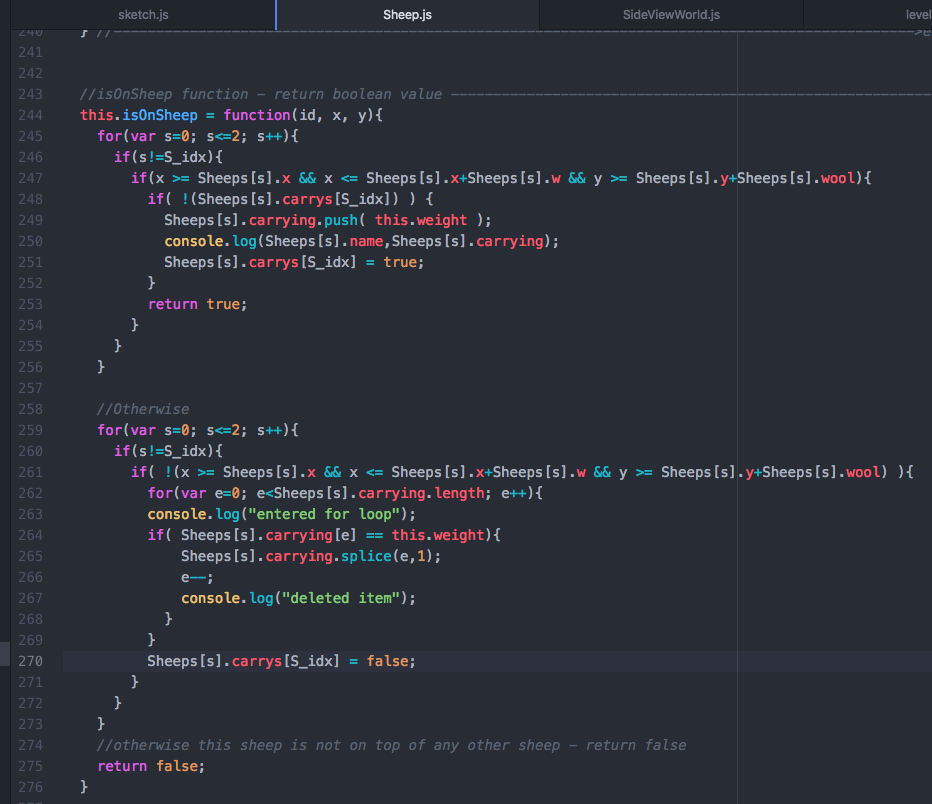 sketch.js
Sheep.js
SideViewWorld.js
level
240 } //
241
242
243 //isOnSheep function – return boolean value
244 this.isOnSheep = function(id, x, y){
245 for(var s=0; s<=2; s++){
246 if(s!=S_idx){
247 if(x >= Sheeps[s].x && x <= Sheeps[s].x+Sheeps[s].w && y >= Sheeps[s].y+Sheeps[s].wool){
248 if( !(Sheeps[s].carrys[S_idx]) ) {
249 Sheeps[s].carrying.push( this.weight );
250 console.log(Sheeps[s].name,Sheeps[s].carrying);
251 Sheeps[s].carrys[S_idx] = true;
252 }
253 return true;
254 }
255 }
256 }
257
258 //Otherwise
259 for(var s=0; s<=2; s++){
260 if(s!=S_idx){
261 if( !(x >= Sheeps[s].x && x <= Sheeps[s].x+Sheeps[s].w && y >= Sheeps[s].y+Sheeps[s].wool) ){
262 for(var e=0; e<Sheeps[s].carrying.length; e++){
263 console.log("entered for loop");
264 if( Sheeps[s].carrying[e] == this.weight){
265 Sheeps[s].carrying.splice(e,1);
266 e--;
267 console.log("deleted item");
268 }
269 }
270 Sheeps[s].carrys[S_idx] = false;
271 }
272 }
273 }
274 //otherwise this sheep is not on top of any other sheep – return false
275 return false;
276 }